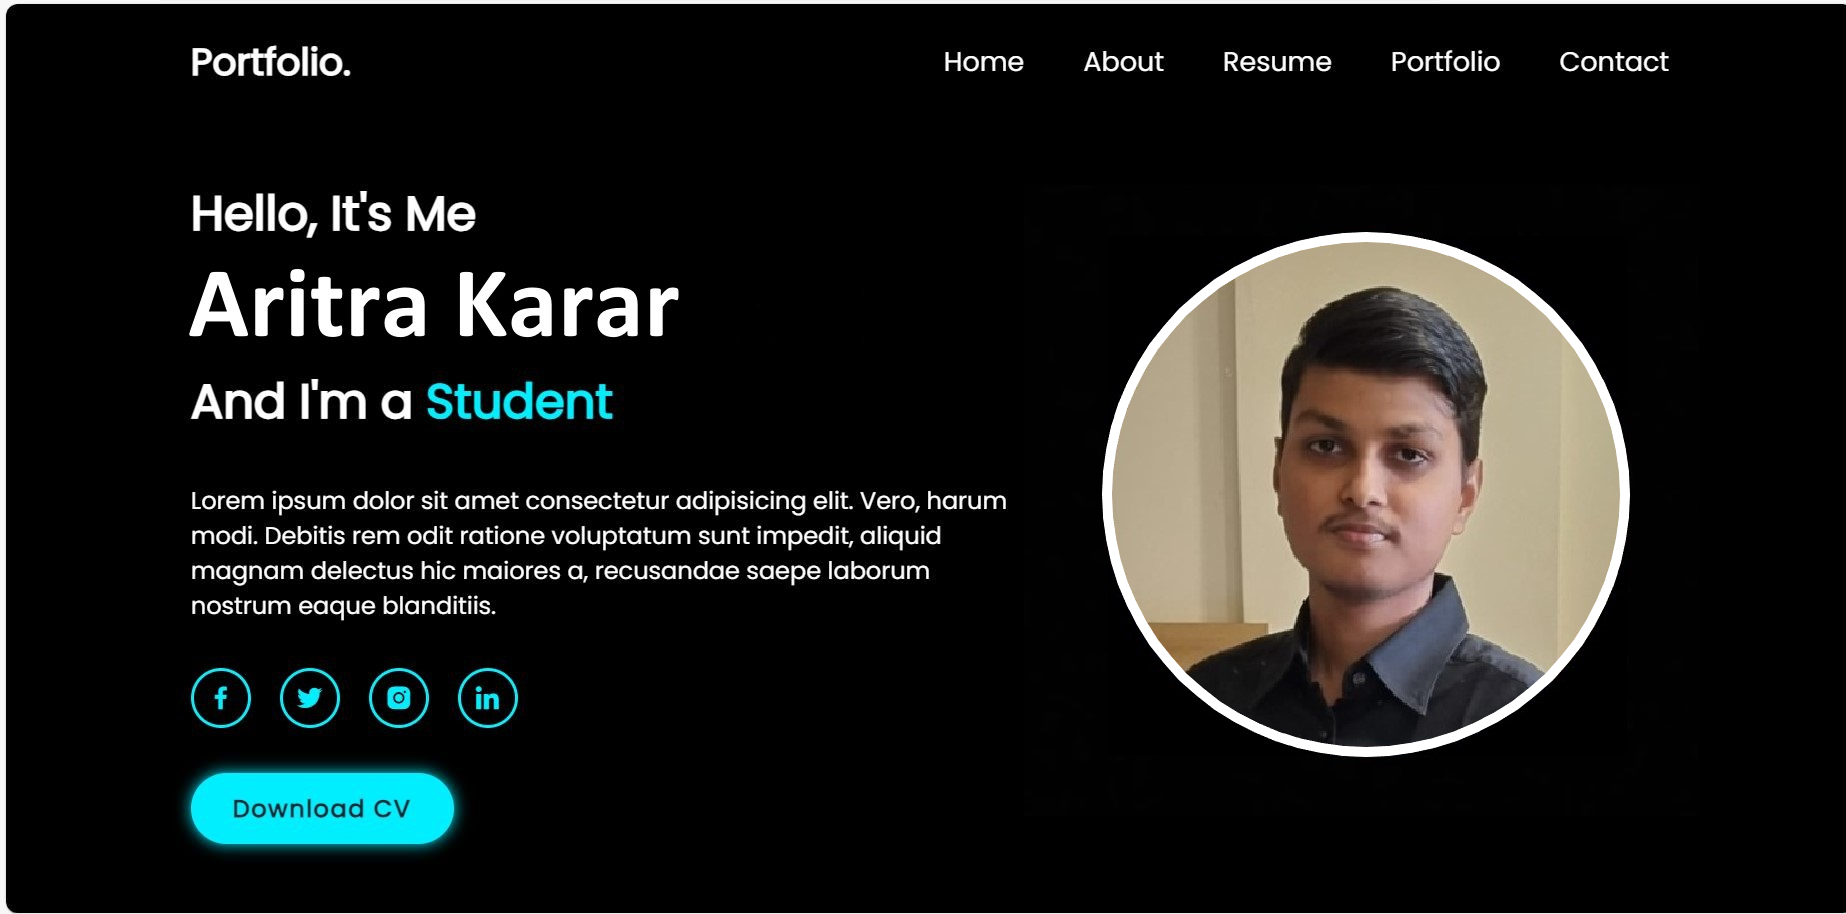 Portfolio.
Home About Resume Portfolio Contact
Hello, It's Me
Aritra Karar
And I'm a Student
Lorem ipsum dolor sit amet consectetur adipisicing elit. Vero, harum
modi. Debitis rem odit ratione voluptatum sunt impedit, aliquid
magnam delectus hic maiores a, recusandae saepe laborum
nostrum eaque blanditiis.
Download CV